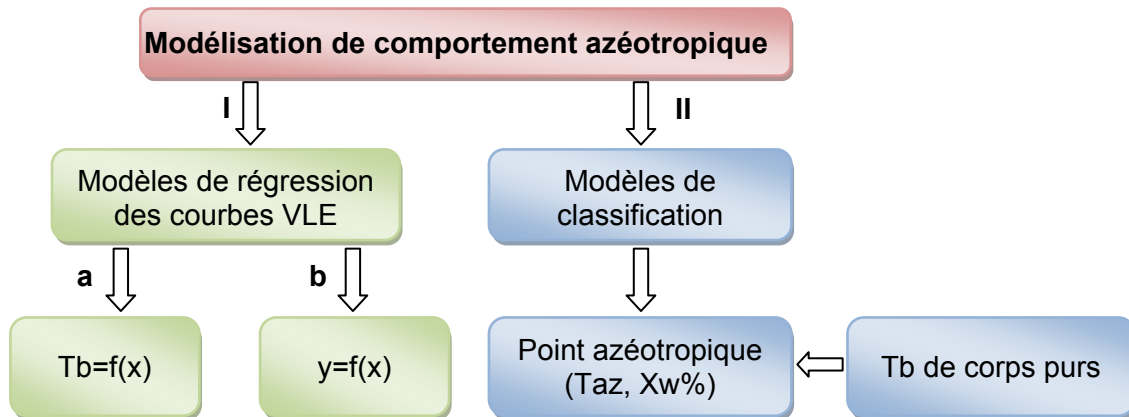 Modélisation de comportement azéotropique
I
II
Modèles de régression
des courbes VLE
Modèles de
classification
a
b
Tb=f(x)
y=f(x)
Point azéotropique
(Taz, Xw%)
Tb de corps purs